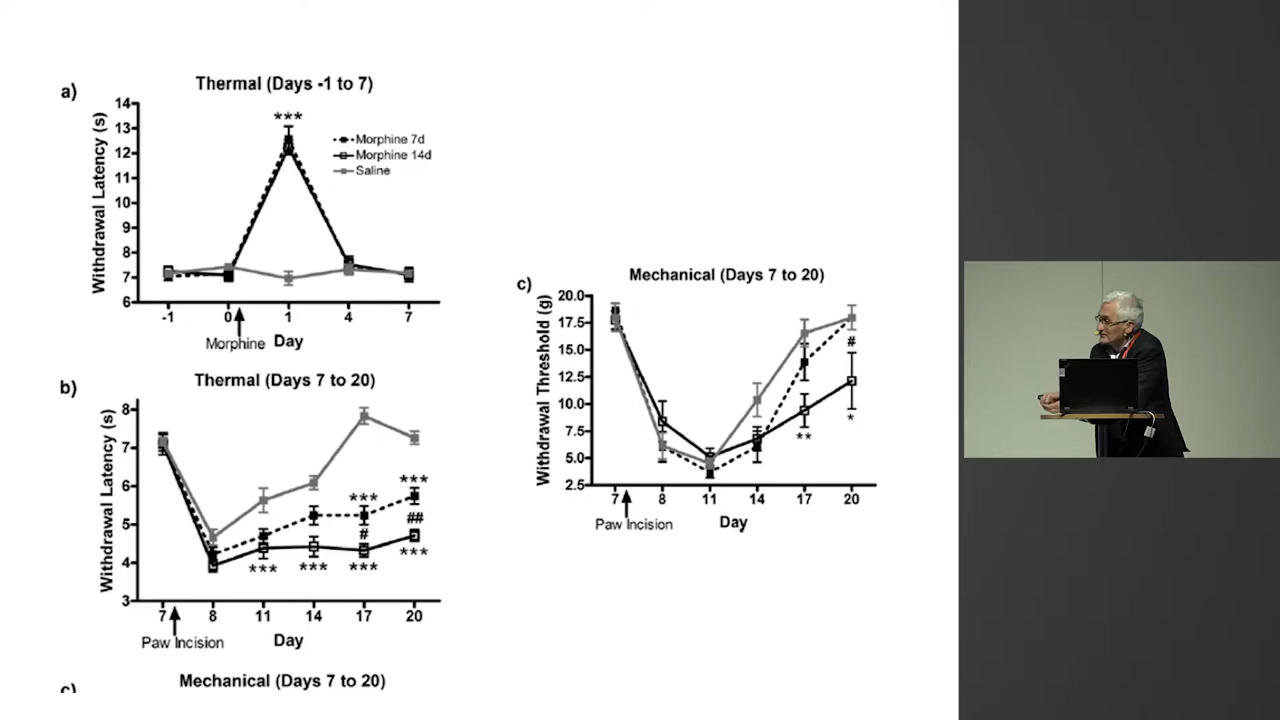 a)
Thermal (Days -1 to 7)
Withdrawal Latency (s)
14
13
12
11
10
9
8
7
6
***
Morphine 7d
Morphine 14d
Saline
-1 0 1 4 7
Morphine Day
b)
Thermal (Days 7 to 20)
Withdrawal Latency (s)
8
7
6
5
4
3
*** ***
# ##
*** *** *** ***
7 8 11 14 17 20
Paw Incision Day
c)
Mechanical (Days 7 to 20)
c)
Mechanical (Days 7 to 20)
Withdrawal Threshold (g)
20.0
17.5
15.0
12.5
10.0
7.5
5.0
2.5
#
*
**
7 8 11 14 17 20
Paw Incision Day